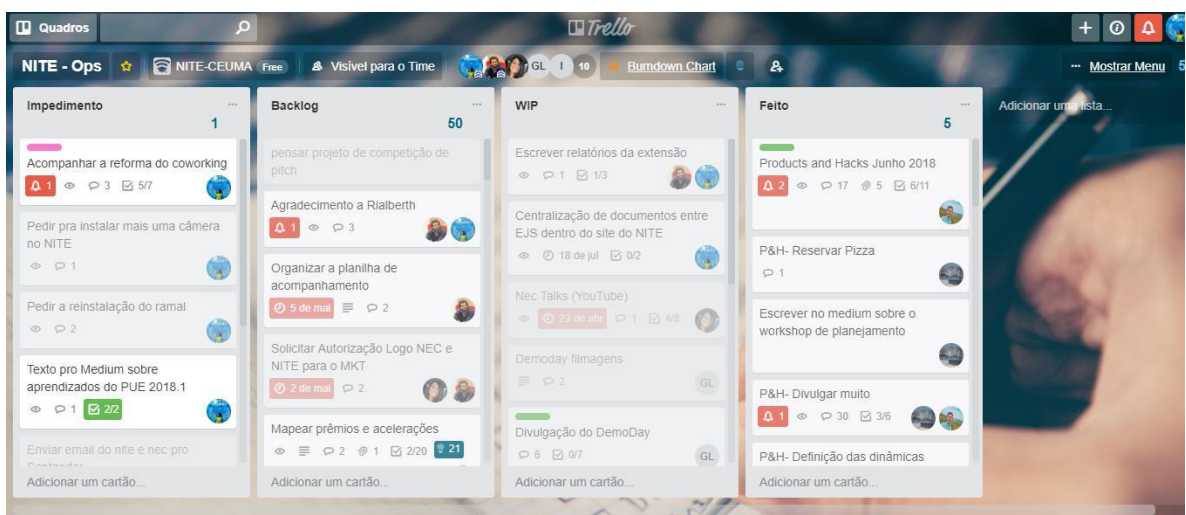 Quadros
Trello
NITE - Ops
NITE-CEUMA
Free
Visível para o Time
GL
I
10
Burndown Chart
Mostrar Menu
5
Impedimento
1
Acompanhar a reforma do coworking
1
3
5/7
Pedir pra instalar mais uma câmera
no NITE
1
Pedir a reinstalação do ramal
2
Texto pro Medium sobre
aprendizados do PUE 2018.1
1
2/2
Enviar email do nite e nec pro
Adicionar um cartão...
Backlog
50
pensar projeto de competição de
pitch
Agradecimento a Rialberth
1
3
Organizar a planilha de
acompanhamento
5 de mai
2
Solicitar Autorização Logo NEC e
NITE para o MKT
2 de mai
2
Mapear prêmios e acelerações
2
1
2/20
21
Adicionar um cartão...
WIP
Escrever relatórios da extensão
1
1/3
Centralização de documentos entre
EJS dentro do site do NITE
18 de jul
0/2
Nec Talks (YouTube)
23 de abr
1
4/8
Demoday filmagens
2
GL
Divulgação do DemoDay
6
0/7
GL
Adicionar um cartão...
Feito
5
Products and Hacks Junho 2018
2
17
5
6/11
P&H- Reservar Pizza
1
Escrever no medium sobre o
workshop de planejamento
P&H- Divulgar muito
1
30
3/6
P&H- Definição das dinâmicas
Adicionar um cartão...
Adicionar uma lista...